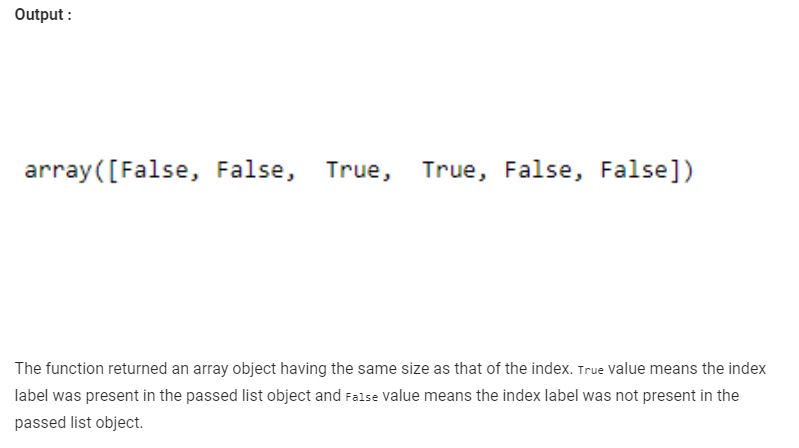 Output :
array([False, False,  True,  True, False, False])
The function returned an array object having the same size as that of the index. True value means the index
label was present in the passed list object and False value means the index label was not present in the
passed list object.